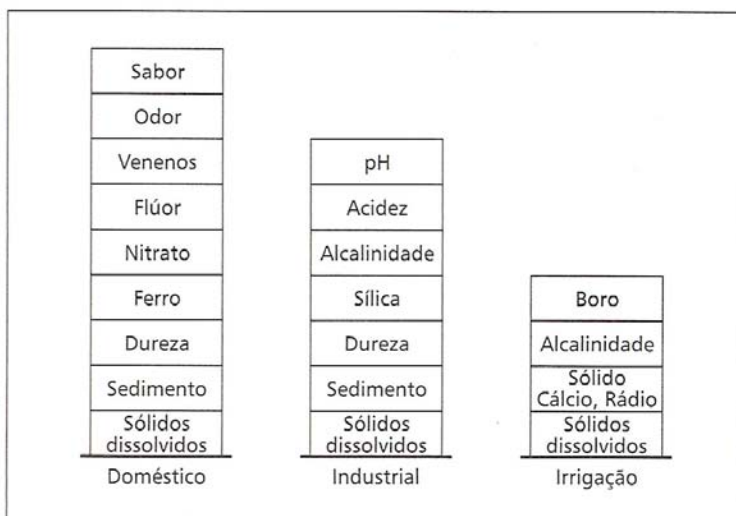 Sabor
Odor
Venenos
Flúor
Nitrato
Ferro
Dureza
Sedimento
Sólidos
dissolvidos
Doméstico
pH
Acidez
Alcalinidade
Sílica
Dureza
Sedimento
Sólidos
dissolvidos
Industrial
Boro
Alcalinidade
Sólido
Cálcio, Rádio
Sólidos
dissolvidos
Irrigação